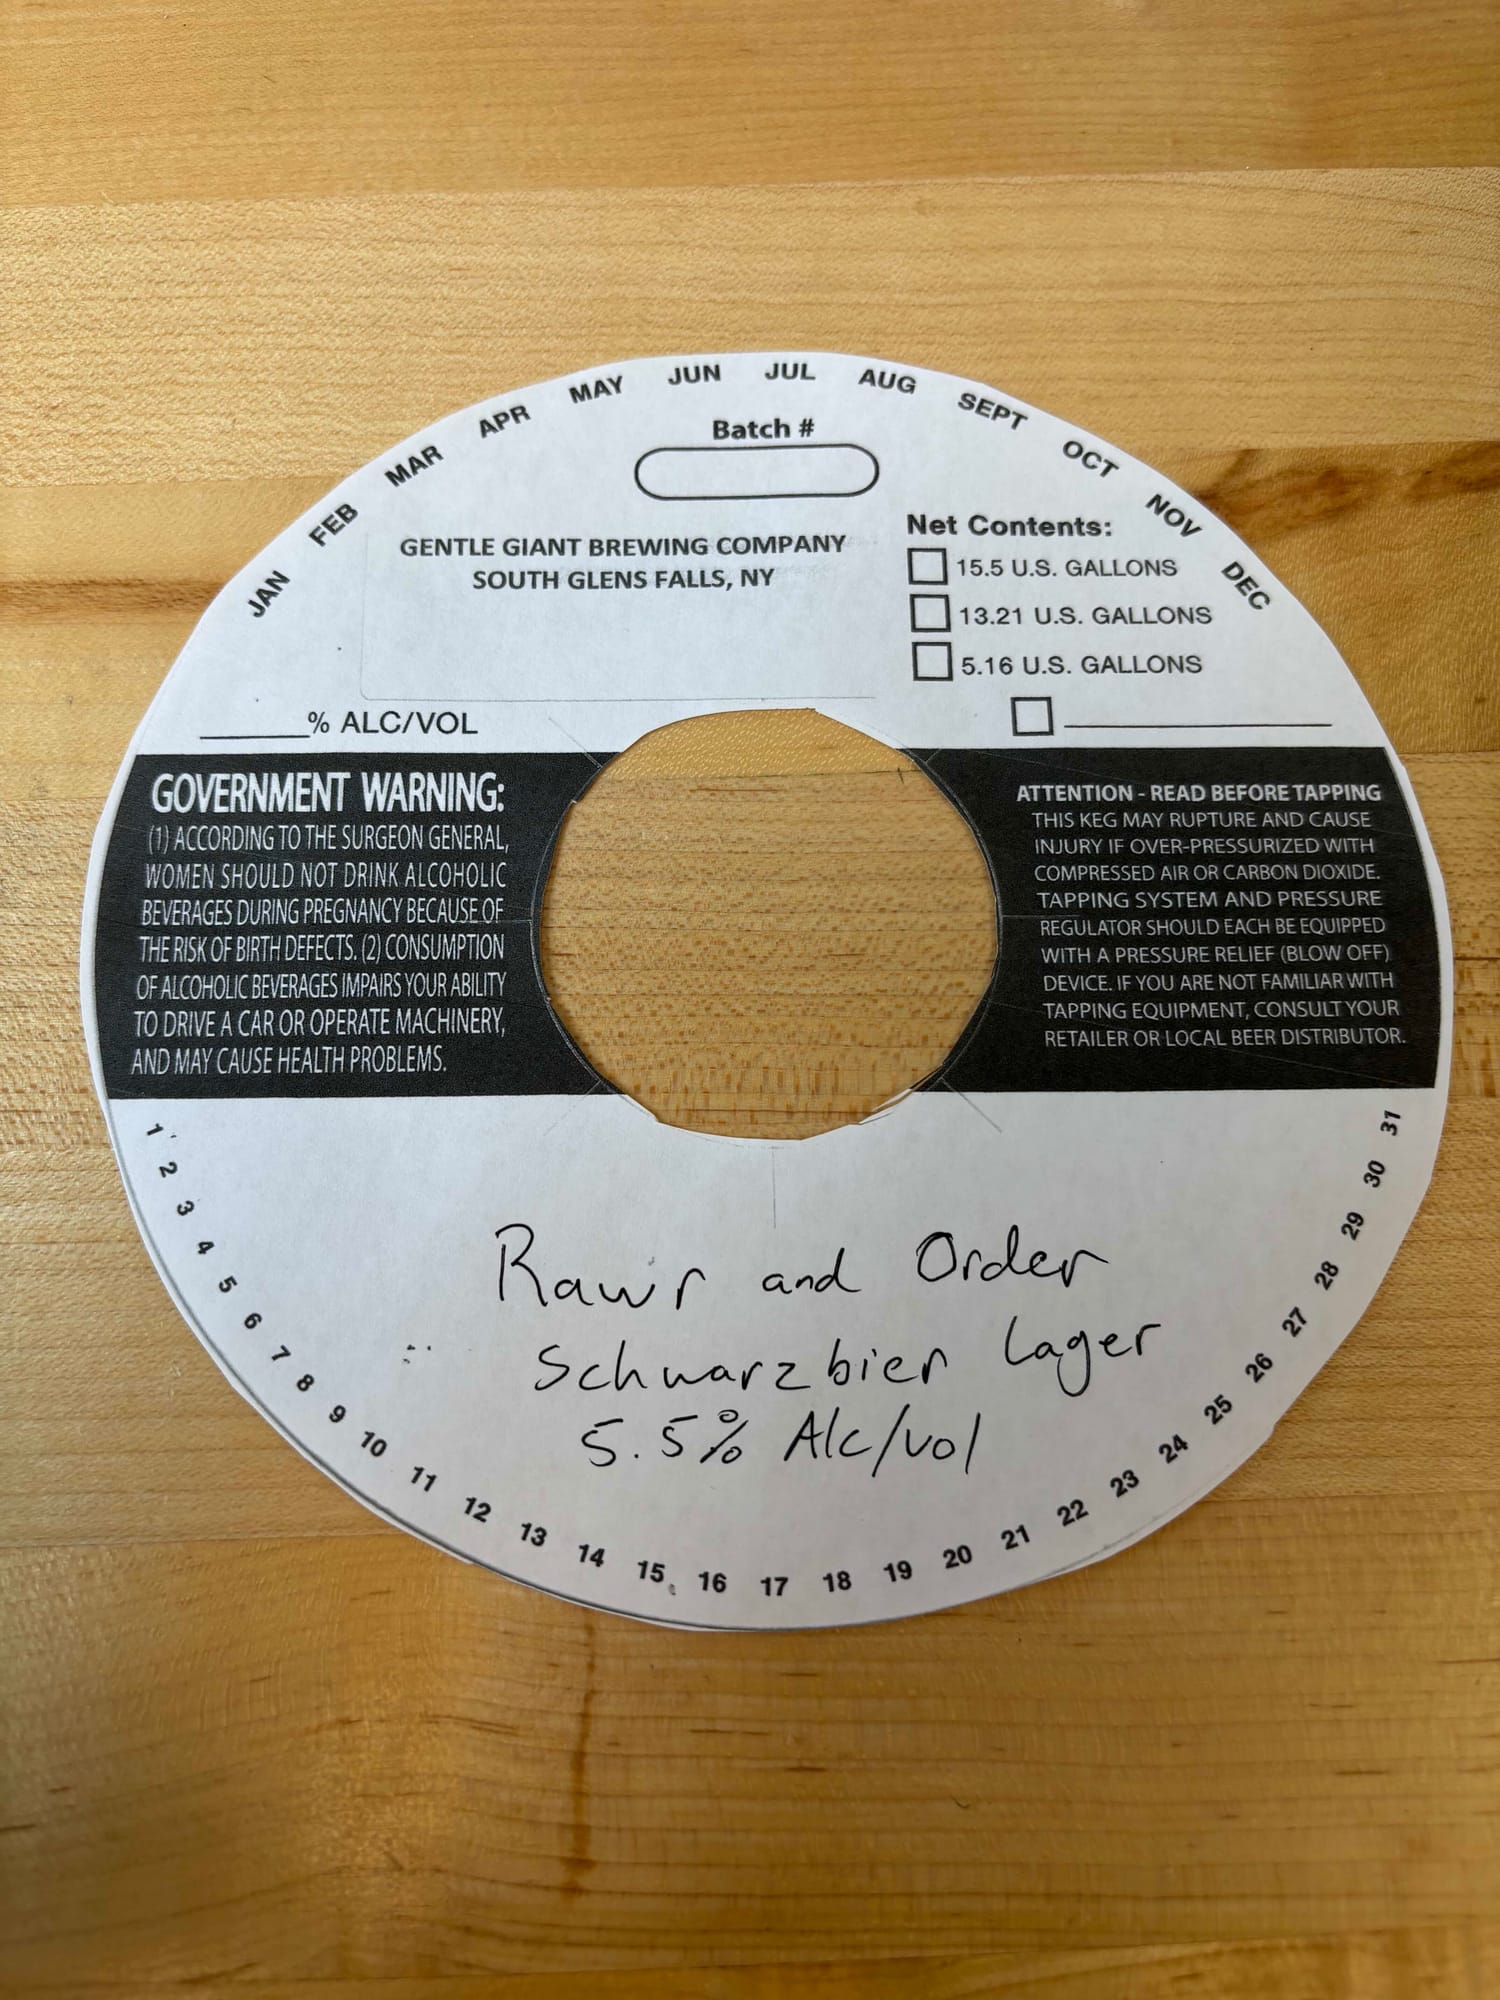 JAN FEB MAR APR MAY JUN JUL AUG SEPT OCT NOV DEC
Batch #
GENTLE GIANT BREWING COMPANY
SOUTH GLENS FALLS, NY
Net Contents:
15.5 U.S. GALLONS
13.21 U.S. GALLONS
5.16 U.S. GALLONS
______% ALC/VOL
GOVERNMENT WARNING:
(1) ACCORDING TO THE SURGEON GENERAL,
WOMEN SHOULD NOT DRINK ALCOHOLIC
BEVERAGES DURING PREGNANCY BECAUSE OF
THE RISK OF BIRTH DEFECTS. (2) CONSUMPTION
OF ALCOHOLIC BEVERAGES IMPAIRS YOUR ABILITY
TO DRIVE A CAR OR OPERATE MACHINERY,
AND MAY CAUSE HEALTH PROBLEMS.
ATTENTION - READ BEFORE TAPPING
THIS KEG MAY RUPTURE AND CAUSE
INJURY IF OVER-PRESSURIZED WITH
COMPRESSED AIR OR CARBON DIOXIDE.
TAPPING SYSTEM AND PRESSURE
REGULATOR SHOULD EACH BE EQUIPPED
WITH A PRESSURE RELIEF (BLOW OFF)
DEVICE. IF YOU ARE NOT FAMILIAR WITH
TAPPING EQUIPMENT, CONSULT YOUR
RETAILER OR LOCAL BEER DISTRIBUTOR.
Rawr and Order
Schwarzbier Lager
5.5% Alc/vol
1 2 3 4 5 6 7 8 9 10 11 12 13 14 15 16 17 18 19 20 21 22 23 24 25 26 27 28 29 30 31